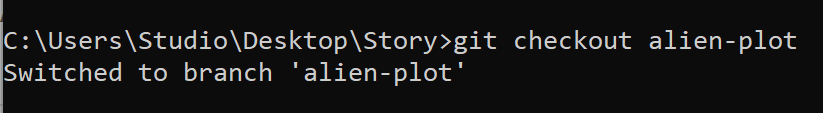 C:\Users\Studio\Desktop\Story>git checkout alien-plot
Switched to branch 'alien-plot'